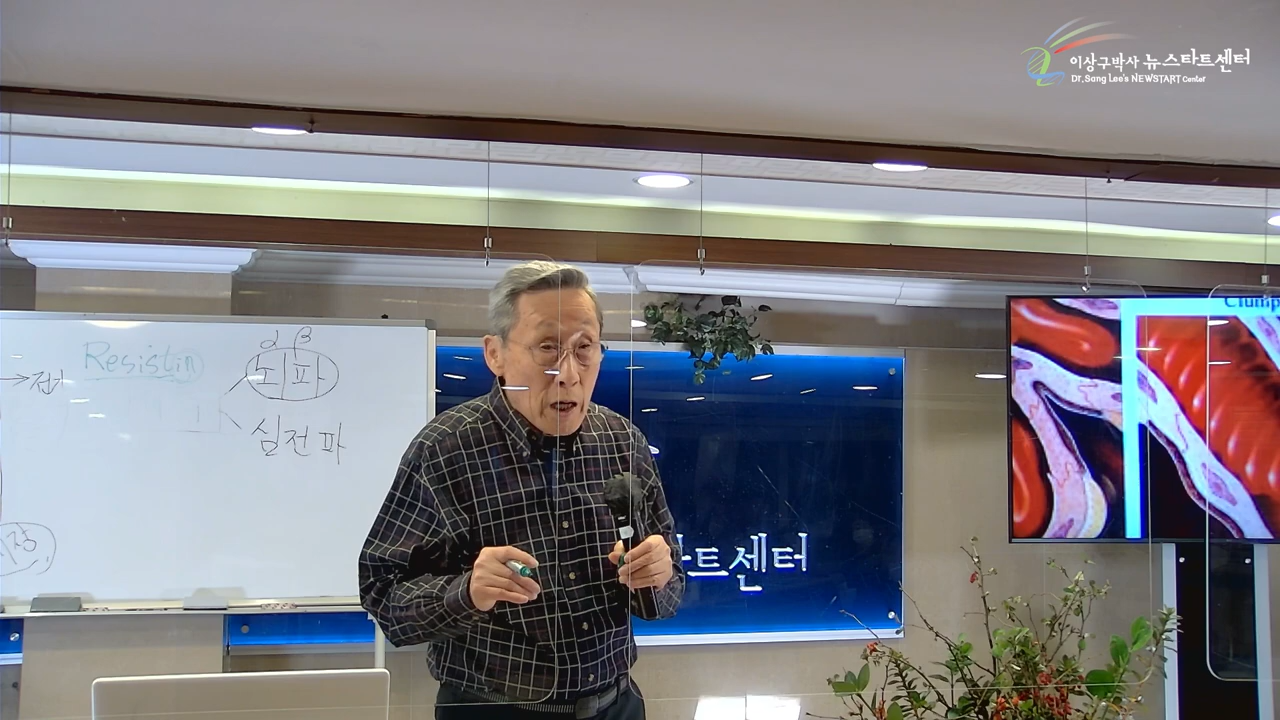 이상구박사 뉴스타트센터
Dr. Sang Lee's NEWSTART Center
Clump
Resistin
α β
뇌파
심전파
타트센터